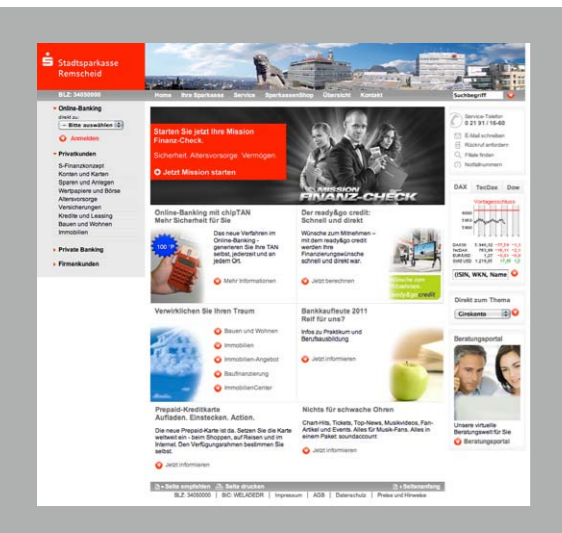 Stadtsparkasse
Remscheid
BLZ: 34050000
Home Ihre Sparkasse Service SparkassenShop Übersicht Kontakt
Suchbegriff
Online-Banking
direkt zu:
-- Bitte auswählen
Anmelden
Privatkunden
S-Finanzkonzept
Konten und Karten
Sparen und Anlegen
Wertpapiere und Börse
Altersvorsorge
Versicherungen
Kredite und Leasing
Bauen und Wohnen
Immobilien
Private Banking
Firmenkunden
Starten Sie jetzt Ihre Mission
Finanz-Check.
Sicherheit. Altersvorsorge. Vermögen.
Jetzt Mission starten
MISSION
FINANZ-CHECK
Online-Banking mit chipTAN
Mehr Sicherheit für Sie
Das neue Verfahren im
Online-Banking -
generieren Sie Ihre TAN
selbst, jederzeit und an
jedem Ort.
Mehr Informationen
Der ready&go credit:
Schnell und direkt
Wünsche zum Mitnehmen –
mit dem ready&go credit
werden Ihre
Finanzierungswünsche
schnell und direkt war.
Jetzt berechnen
Wünsche zum
Mitnehmen.
ready&go credit
Verwirklichen Sie Ihren Traum
Bauen und Wohnen
Immobilien
Immobilien-Angebot
Baufinanzierung
ImmobilienCenter
Bankkaufleute 2011
Reif für uns?
Infos zu Praktikum und
Berufsausbildung
Jetzt informieren
Prepaid-Kreditkarte
Aufladen. Einstecken. Action.
Die neue Prepaid-Karte ist da. Setzen Sie die Karte
weltweit ein - beim Shoppen, auf Reisen und im
Internet. Den Verfügungsrahmen bestimmen Sie
selbst.
Jetzt informieren
Nichts für schwache Ohren
Chart-Hits, Tickets, Top-News, Musikvideos, Fan-
Artikel und Events. Alles für Musik-Fans. Alles in
einem Paket: soundaccount
Jetzt informieren
Service-Telefon
0 21 91 / 16-60
E-Mail schreiben
Rückruf anfordern
Filiale finden
Notfallnummern
DAX TecDax Dow
Vortagesschluss
DAX30
TecDAX
EUR/USD
(ISIN, WKN, Name
Direkt zum Thema
Girokonto
Beratungsportal
Unsere virtuelle
Beratungswelt für Sie
Beratungsportal
Seite empfehlen Seite drucken
Seitenanfang
BLZ: 34050000 | BIC: WELADEDR | Impressum | AGB | Datenschutz | Preise und Hinweise